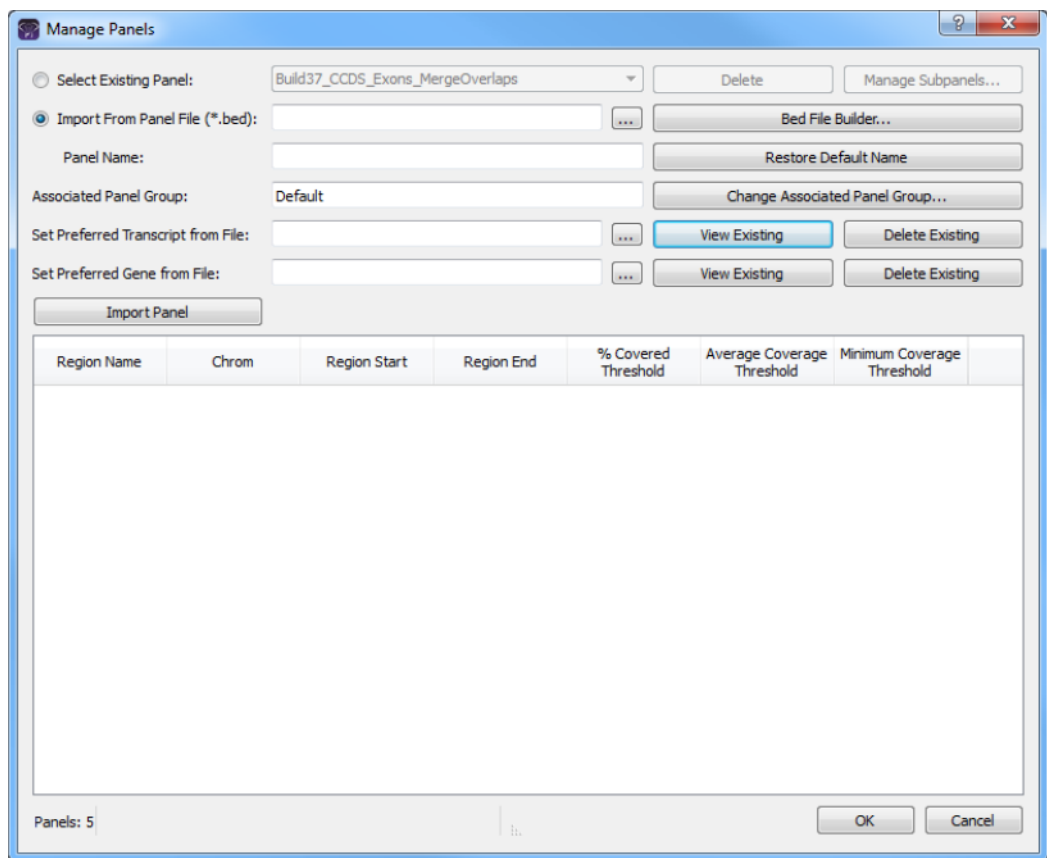 Manage Panels
Select Existing Panel: Build37_CCDS_Exons_MergeOverlaps Delete Manage Subpanels...
Import From Panel File (*.bed): ... Bed File Builder...
Panel Name: Restore Default Name
Associated Panel Group: Default Change Associated Panel Group...
Set Preferred Transcript from File: ... View Existing Delete Existing
Set Preferred Gene from File: ... View Existing Delete Existing
Import Panel
Region Name Chrom Region Start Region End % Covered Threshold Average Coverage Threshold Minimum Coverage Threshold
Panels: 5 OK Cancel